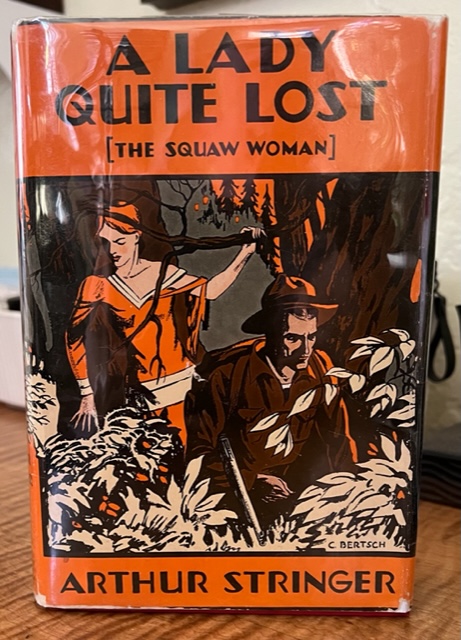 A LADY
QUITE LOST
[THE SQUAW WOMAN]
C. BERTSCH
ARTHUR STRINGER